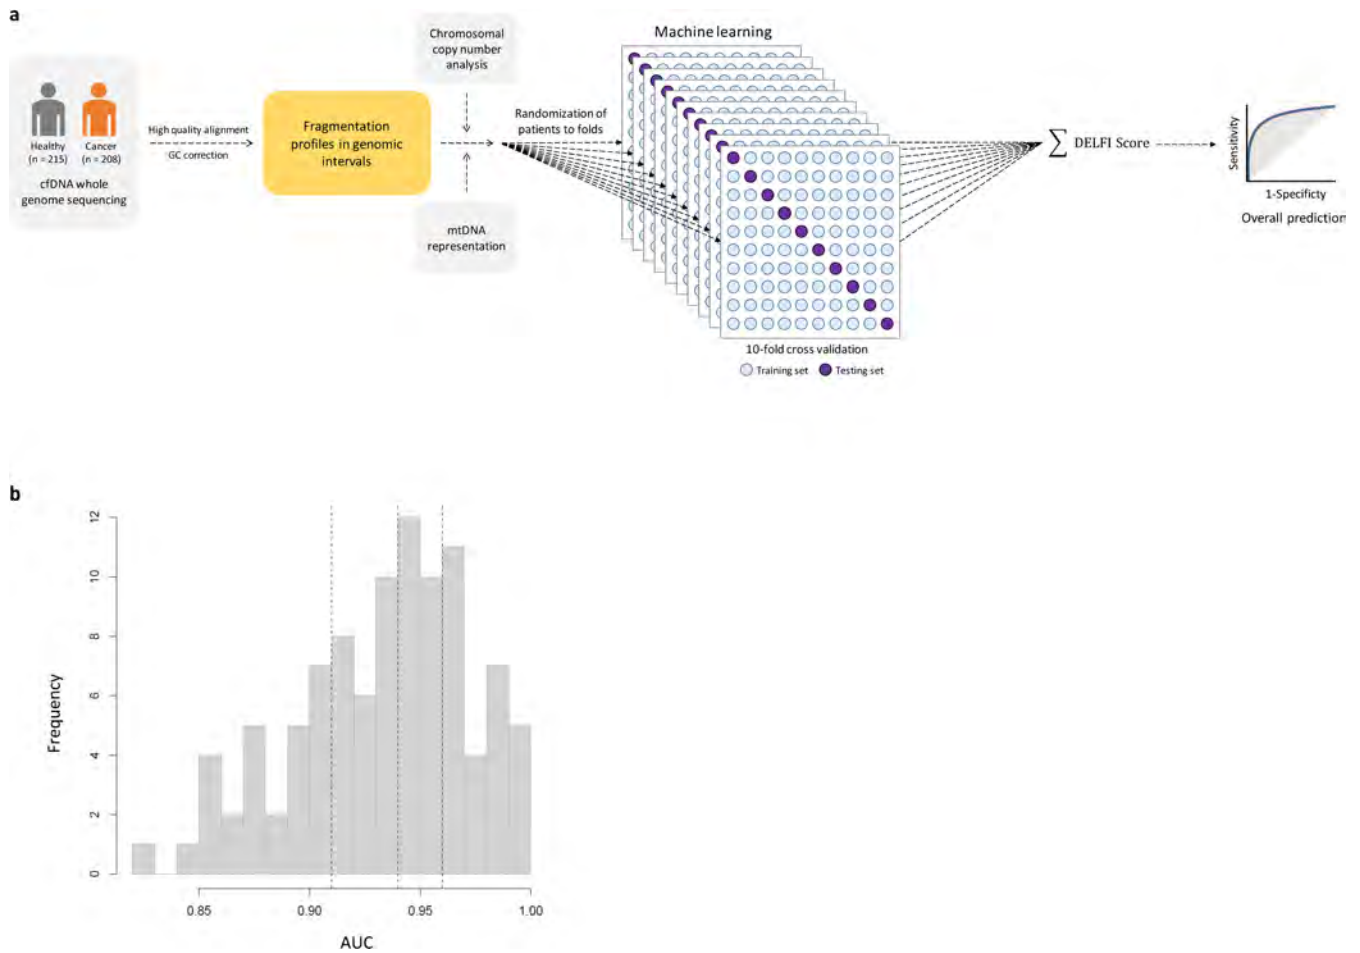 a
Chromosomal
copy number
analysis
Machine learning
Healthy
(n = 215)
Cancer
(n = 208)
cfDNA whole
genome sequencing
High quality alignment
GC correction
Fragmentation
profiles in genomic
intervals
mtDNA
representation
Randomization of
patients to folds
10-fold cross validation
Training set
Testing set
∑ DELFI Score
Sensitivity
1-Specificty
Overall prediction
b
Frequency
12
10
8
6
4
2
0
0.85
0.90
0.95
1.00
AUC